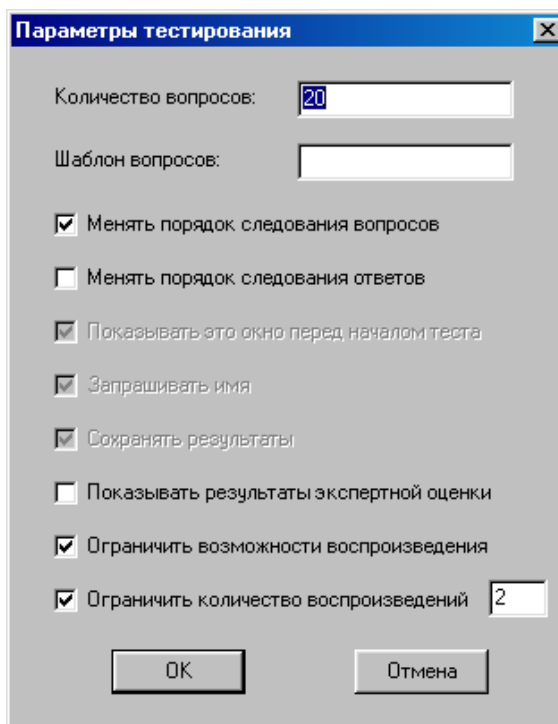 Параметры тестирования
Количество вопросов: 20
Шаблон вопросов:
Менять порядок следования вопросов
Менять порядок следования ответов
Показывать это окно перед началом теста
Запрашивать имя
Сохранять результаты
Показывать результаты экспертной оценки
Ограничить возможности воспроизведения
Ограничить количество воспроизведений 2
OK Отмена